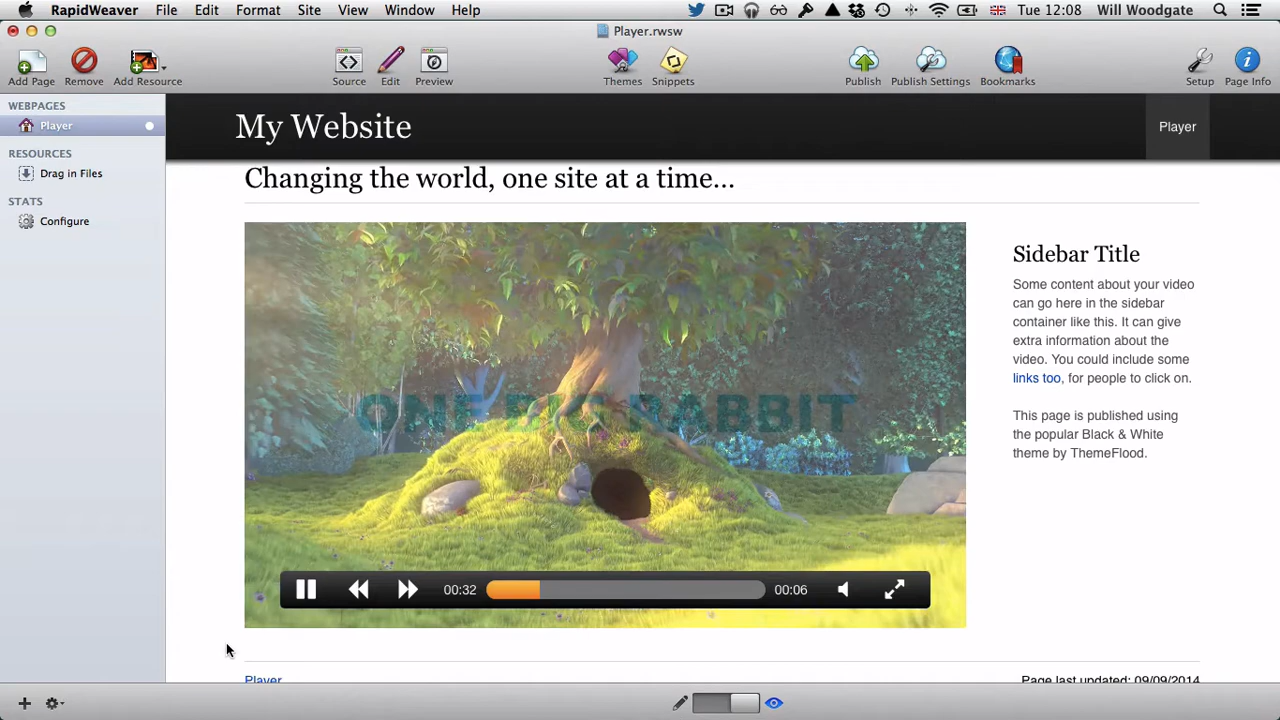 RapidWeaver File Edit Format Site View Window Help Tue 12:08 Will Woodgate
Player.rwsw
Add Page Remove Add Resource Source Edit Preview Themes Snippets Publish Publish Settings Bookmarks Setup Page Info
WEBPAGES
Player
RESOURCES
Drag in Files
STATS
Configure
My Website
Player
Changing the world, one site at a time...
ONE BIG RABBIT
00:32
00:06
Sidebar Title
Some content about your video
can go here in the sidebar
container like this. It can give
extra information about the
video. You could include some
links too, for people to click on.
This page is published using
the popular Black & White
theme by ThemeFlood.
Player
Page last updated: 09/09/2014